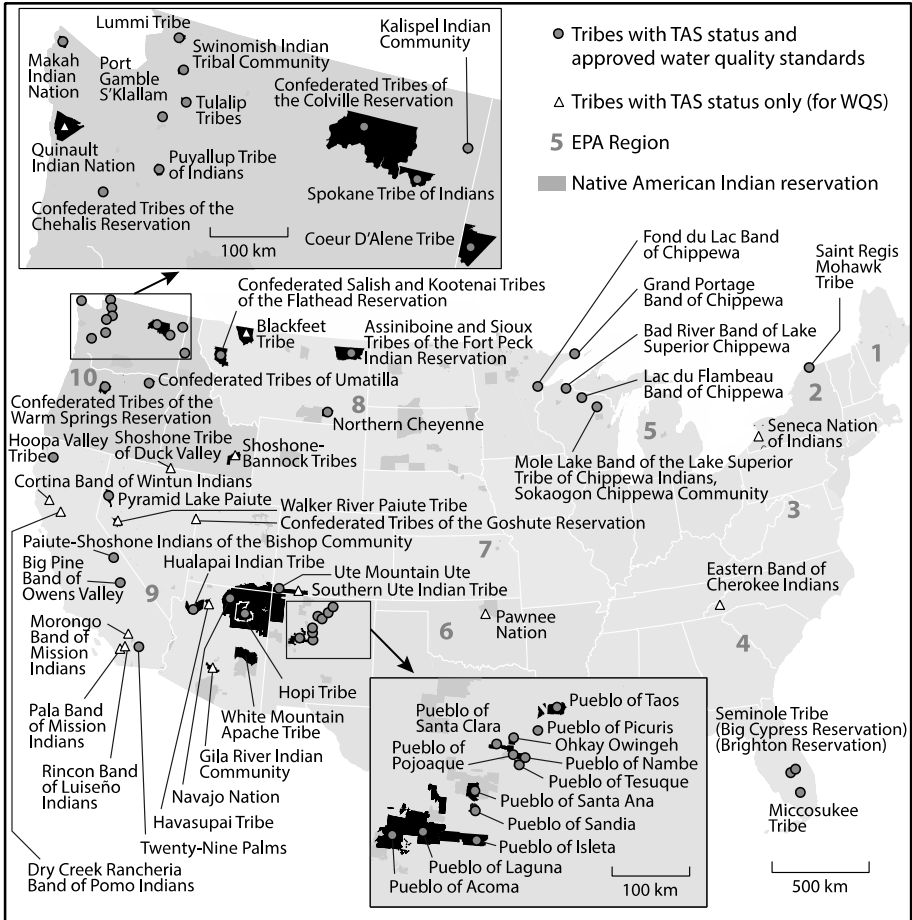 Lummi Tribe
Makah
Indian
Nation
Port
Gamble
S'Klallam
Swinomish Indian
Tribal Community
Tulalip
Tribes
Quinault
Indian Nation
Puyallup Tribe
of Indians
Confederated Tribes of the
Chehalis Reservation
Kalispel Indian
Community
Confederated Tribes of
the Colville Reservation
Spokane Tribe of Indians
Coeur D'Alene Tribe
100 km
Tribes with TAS status and
approved water quality standards
Tribes with TAS status only (for WQS)
5 EPA Region
Native American Indian reservation
Fond du Lac Band
of Chippewa
Saint Regis
Mohawk
Tribe
Grand Portage
Band of Chippewa
Bad River Band of Lake
Superior Chippewa
Lac du Flambeau
Band of Chippewa
Mole Lake Band of the Lake Superior
Tribe of Chippewa Indians,
Sokaogon Chippewa Community
Seneca Nation
of Indians
Confederated Salish and Kootenai Tribes
of the Flathead Reservation
Blackfeet
Tribe
Assiniboine and Sioux
Tribes of the Fort Peck
Indian Reservation
10
Confederated Tribes of Umatilla
Confederated Tribes of the
Warm Springs Reservation
8
Northern Cheyenne
1
2
5
3
Hoopa Valley
Tribe
Shoshone Tribe
of Duck Valley
Shoshone-
Bannock Tribes
Cortina Band of Wintun Indians
Pyramid Lake Paiute
Walker River Paiute Tribe
Confederated Tribes of the Goshute Reservation
Paiute-Shoshone Indians of the Bishop Community
7
Big Pine
Band of
Owens Valley
9
Hualapai Indian Tribe
Ute Mountain Ute
Southern Ute Indian Tribe
Eastern Band of
Cherokee Indians
6
Pawnee
Nation
4
Morongo
Band of
Mission
Indians
Pala Band
of Mission
Indians
Rincon Band
of Luiseño
Indians
Hopi Tribe
White Mountain
Apache Tribe
Gila River Indian
Community
Navajo Nation
Havasupai Tribe
Twenty-Nine Palms
Dry Creek Rancheria
Band of Pomo Indians
Pueblo of Taos
Pueblo of
Santa Clara
Pueblo of Picuris
Ohkay Owingeh
Pueblo of
Pojoaque
Pueblo of Nambe
Pueblo of Tesuque
Pueblo of Santa Ana
Pueblo of Sandia
Pueblo of Isleta
Pueblo of Laguna
Pueblo of Acoma
100 km
Seminole Tribe
(Big Cypress Reservation)
(Brighton Reservation)
Miccosukee
Tribe
500 km